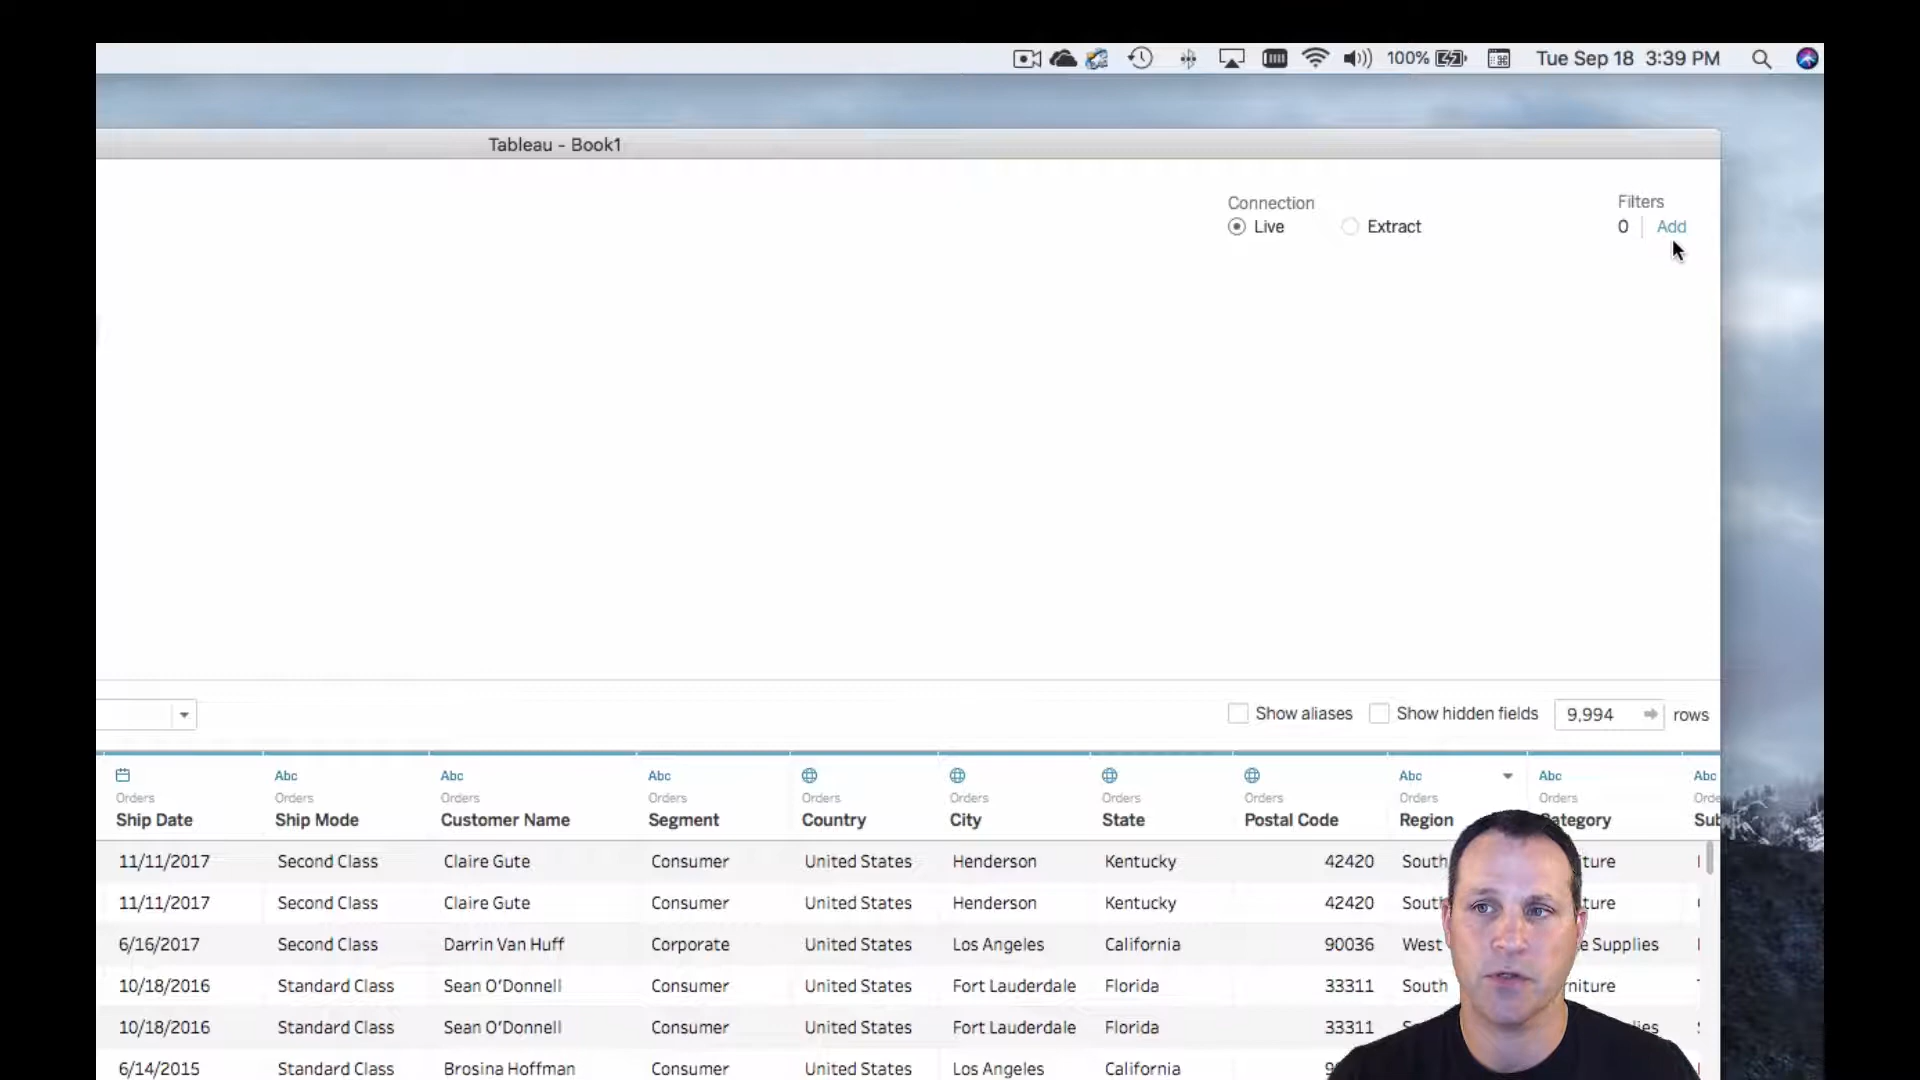 100% Tue Sep 18 3:39 PM
Tableau - Book1
Connection Filters
Live Extract 0 Add
Show aliases Show hidden fields 9,994 rows
Abc Abc Abc Abc Abc Abc
Orders Orders Orders Orders Orders Orders Orders Orders Orders Orders
Ship Date Ship Mode Customer Name Segment Country City State Postal Code Region
11/11/2017 Second Class Claire Gute Consumer United States Henderson Kentucky 42420 South
11/11/2017 Second Class Claire Gute Consumer United States Henderson Kentucky 42420
6/16/2017 Second Class Darrin Van Huff Corporate United States Los Angeles California 90036 West Supplies
10/18/2016 Standard Class Sean O'Donnell Consumer United States Fort Lauderdale Florida 33311 South
10/18/2016 Standard Class Sean O'Donnell Consumer United States Fort Lauderdale Florida 33311
6/14/2015 Standard Class Brosina Hoffman Consumer United States Los Angeles California